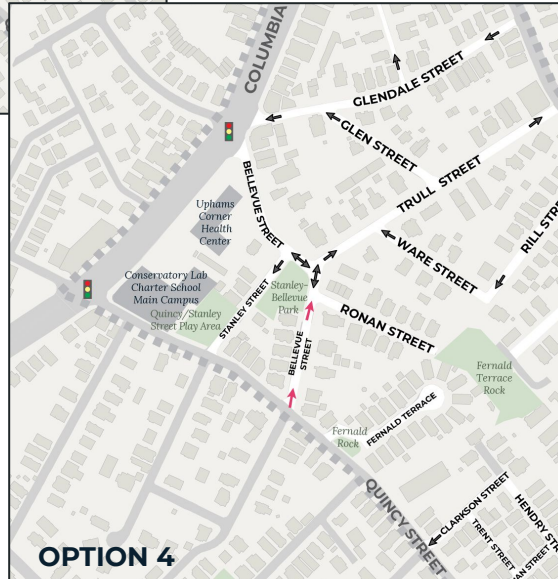 COLUMBIA
GLENDALE STREET
GLEN STREET
TRULL STREET
BELLEVUE STREET
Uphams
Corner
Health
Center
WARE STREET
Conservatory Lab
Charter School
Main Campus
Quincy/Stanley
Street Play Area
STANLEY STREET
Stanley-
Bellevue
Park
RONAN STREET
BELLEVUE
STREET
Fernald
Terrace
Rock
FERNALD TERRACE
Fernald
Rock
QUINCY STREET
CLARKSON STREET
TRENT STREET
OPTION 4